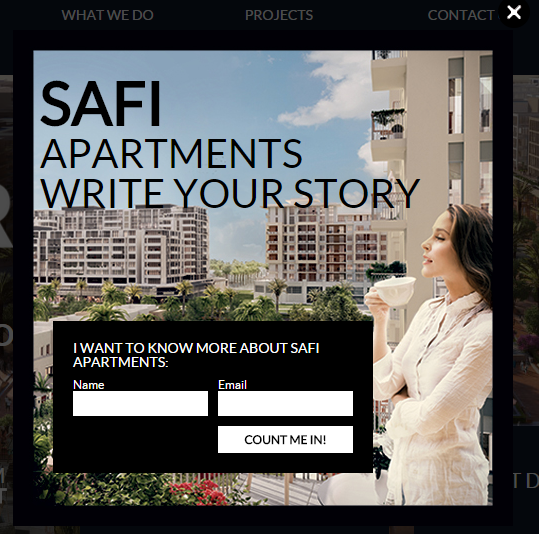 WHAT WE DO
PROJECTS
CONTACT
SAFI
APARTMENTS
WRITE YOUR STORY
I WANT TO KNOW MORE ABOUT SAFI
APARTMENTS:
Name
Email
COUNT ME IN!